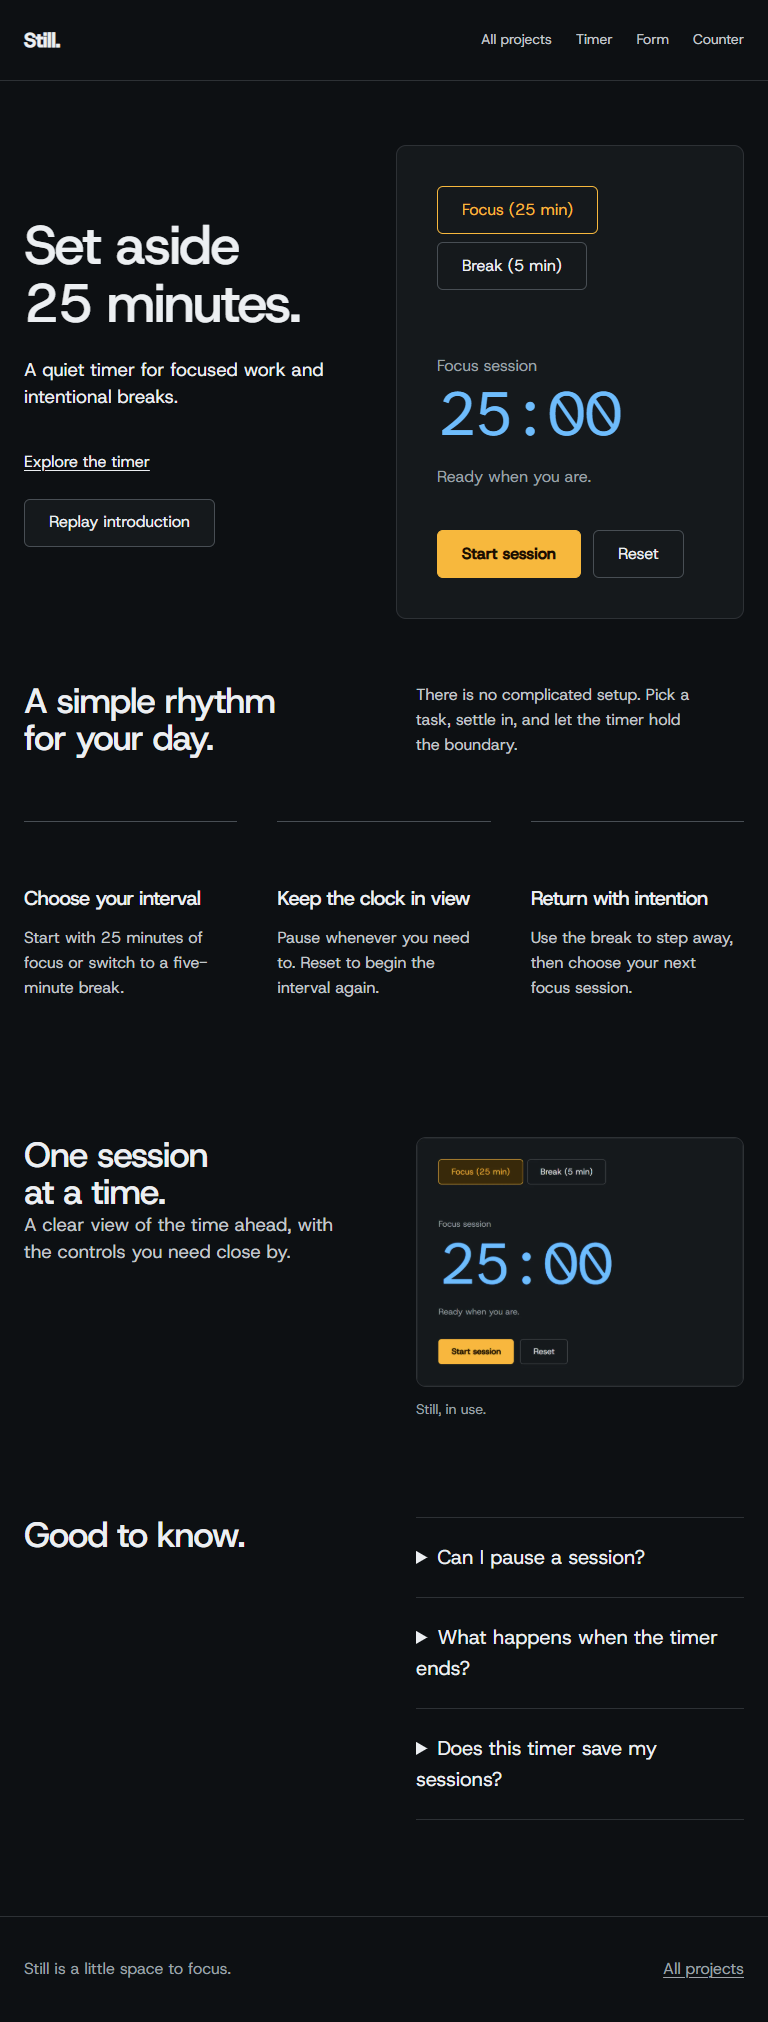 Still.
All projects
Timer
Form
Counter
Set aside
25 minutes.
A quiet timer for focused work and
intentional breaks.
Explore the timer
Replay introduction
Focus (25 min)
Break (5 min)
Focus session
25:00
Ready when you are.
Start session
Reset
A simple rhythm
for your day.
There is no complicated setup. Pick a
task, settle in, and let the timer hold
the boundary.
Choose your interval
Start with 25 minutes of
focus or switch to a five-
minute break.
Keep the clock in view
Pause whenever you need
to. Reset to begin the
interval again.
Return with intention
Use the break to step away,
then choose your next
focus session.
One session
at a time.
A clear view of the time ahead, with
the controls you need close by.
Focus (25 min)
Break (5 min)
Focus session
25:00
Ready when you are.
Start session
Reset
Still, in use.
Good to know.
Can I pause a session?
What happens when the timer
ends?
Does this timer save my
sessions?
Still is a little space to focus.
All projects